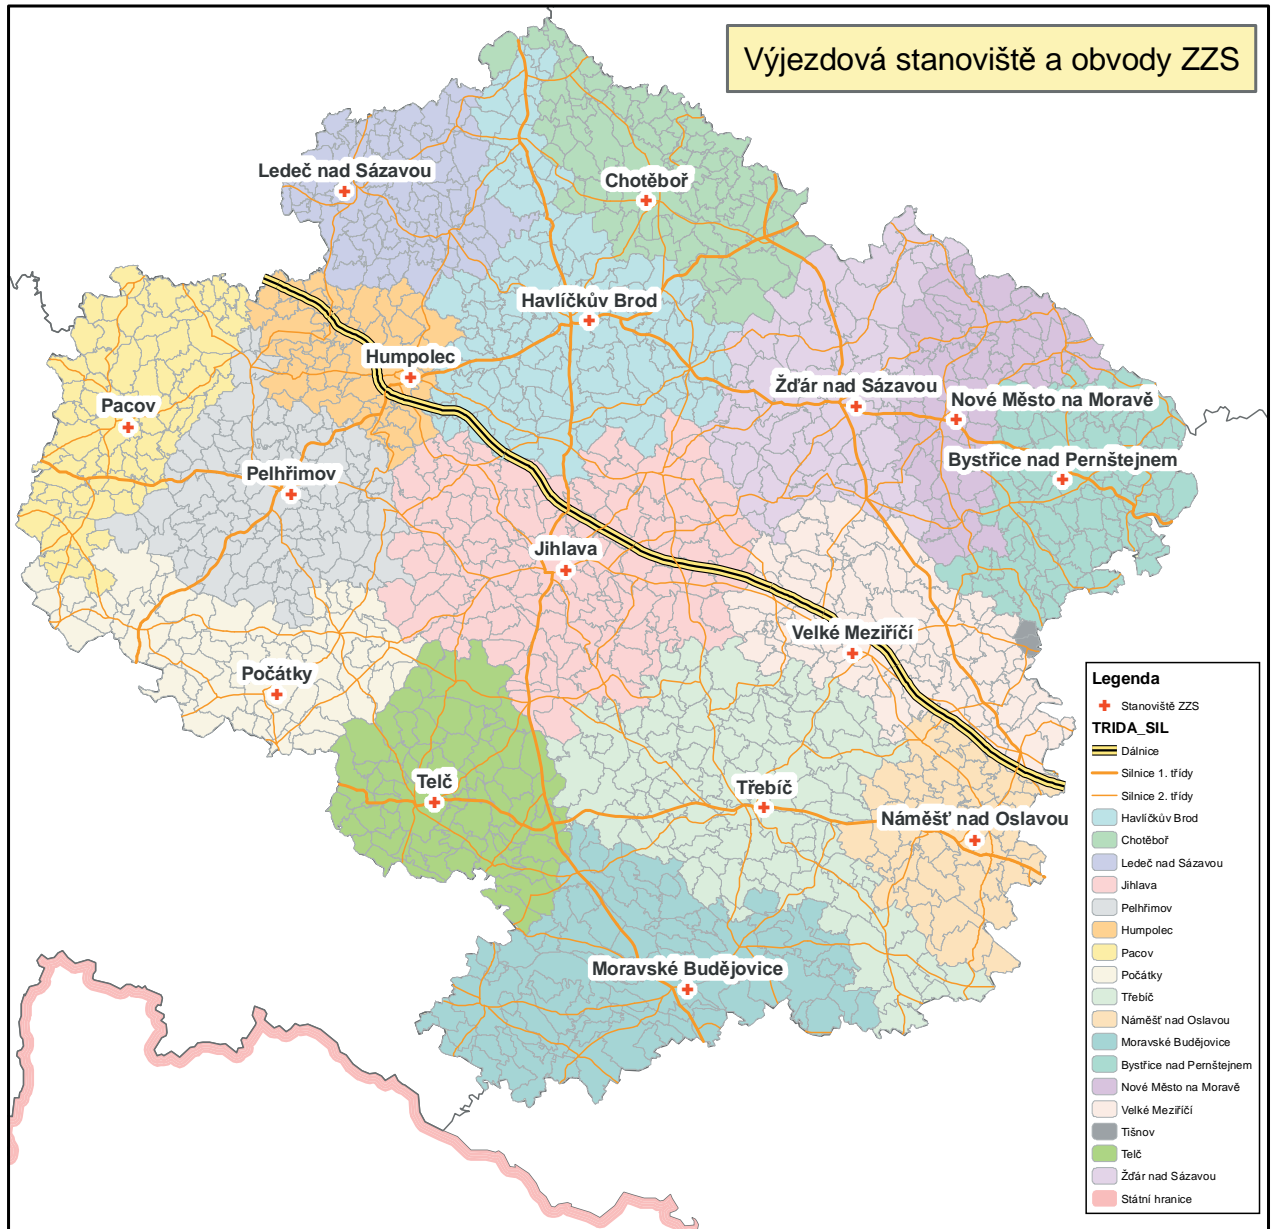 Výjezdová stanoviště a obvody ZZS
Ledeč nad Sázavou
Chotěboř
Havlíčkův Brod
Humpolec
Žďár nad Sázavou
Pacov
Nové Město na Moravě
Pelhřimov
Bystřice nad Pernštejnem
Jihlava
Velké Meziříčí
Počátky
Telč
Třebíč
Náměšť nad Oslavou
Moravské Budějovice
Legenda
Stanoviště ZZS
TRIDA_SIL
Dálnice
Silnice 1. třídy
Silnice 2. třídy
Havlíčkův Brod
Chotěboř
Ledeč nad Sázavou
Jihlava
Pelhřimov
Humpolec
Pacov
Počátky
Třebíč
Náměšť nad Oslavou
Moravské Budějovice
Bystřice nad Pernštejnem
Nové Město na Moravě
Velké Meziříčí
Tišnov
Telč
Žďár nad Sázavou
Státní hranice